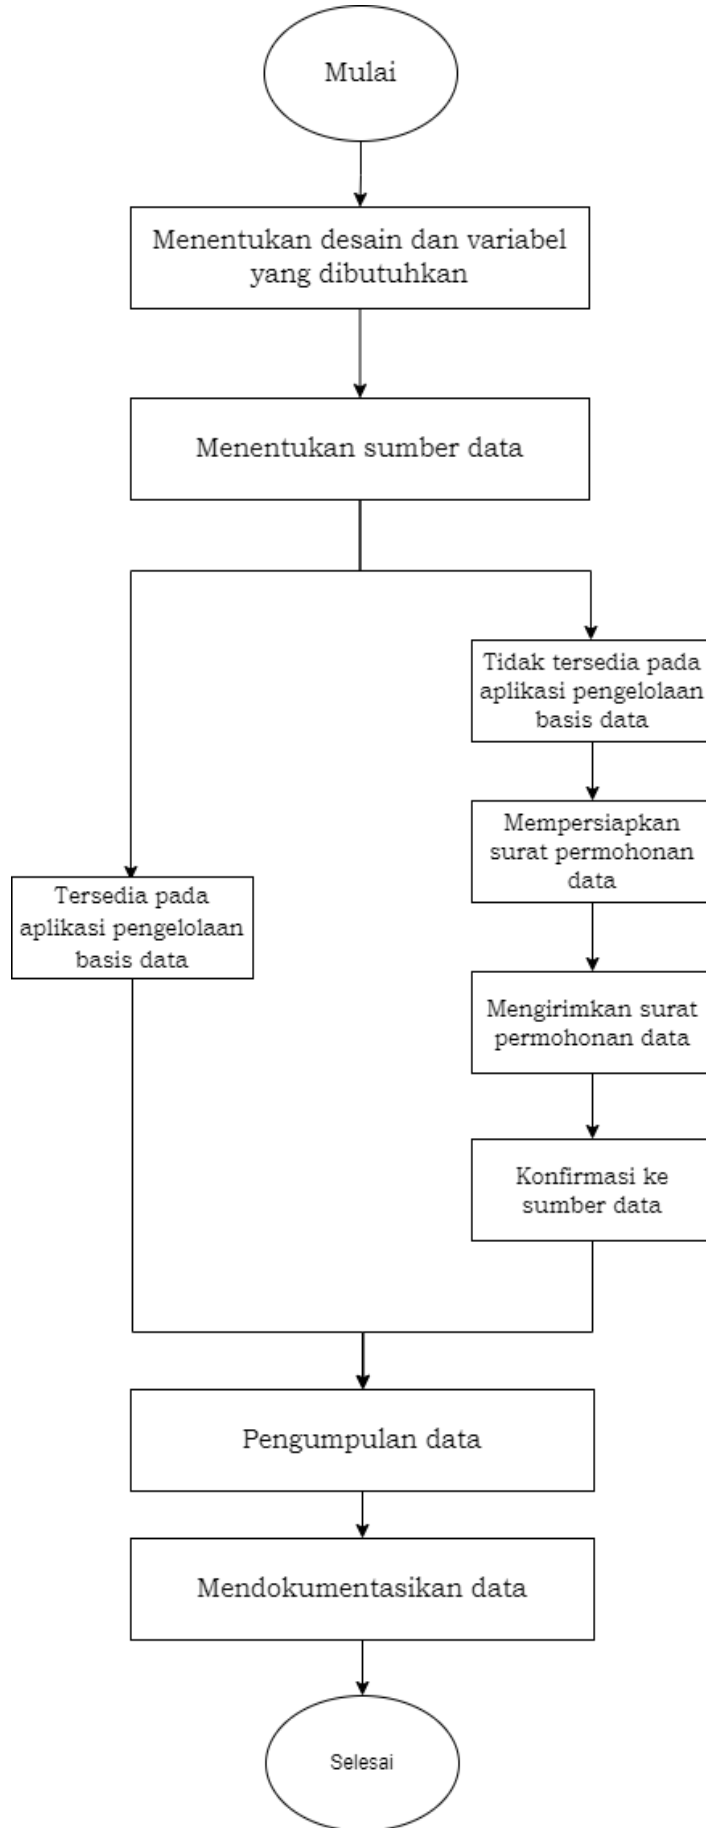 Mulai
Menentukan desain dan variabel
yang dibutuhkan
Menentukan sumber data
Tidak tersedia pada
aplikasi pengelolaan
basis data
Mempersiapkan
surat permohonan
data
Tersedia pada
aplikasi pengelolaan
basis data
Mengirimkan surat
permohonan data
Konfirmasi ke
sumber data
Pengumpulan data
Mendokumentasikan data
Selesai